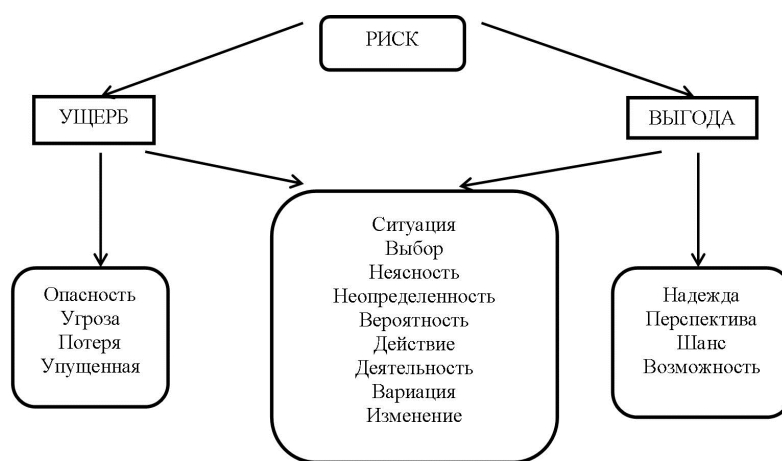 РИСК
УЩЕРБ
ВЫГОДА
Опасность
Угроза
Потеря
Упущенная
Ситуация
Выбор
Неясность
Неопределенность
Вероятность
Действие
Деятельность
Вариация
Изменение
Надежда
Перспектива
Шанс
Возможность